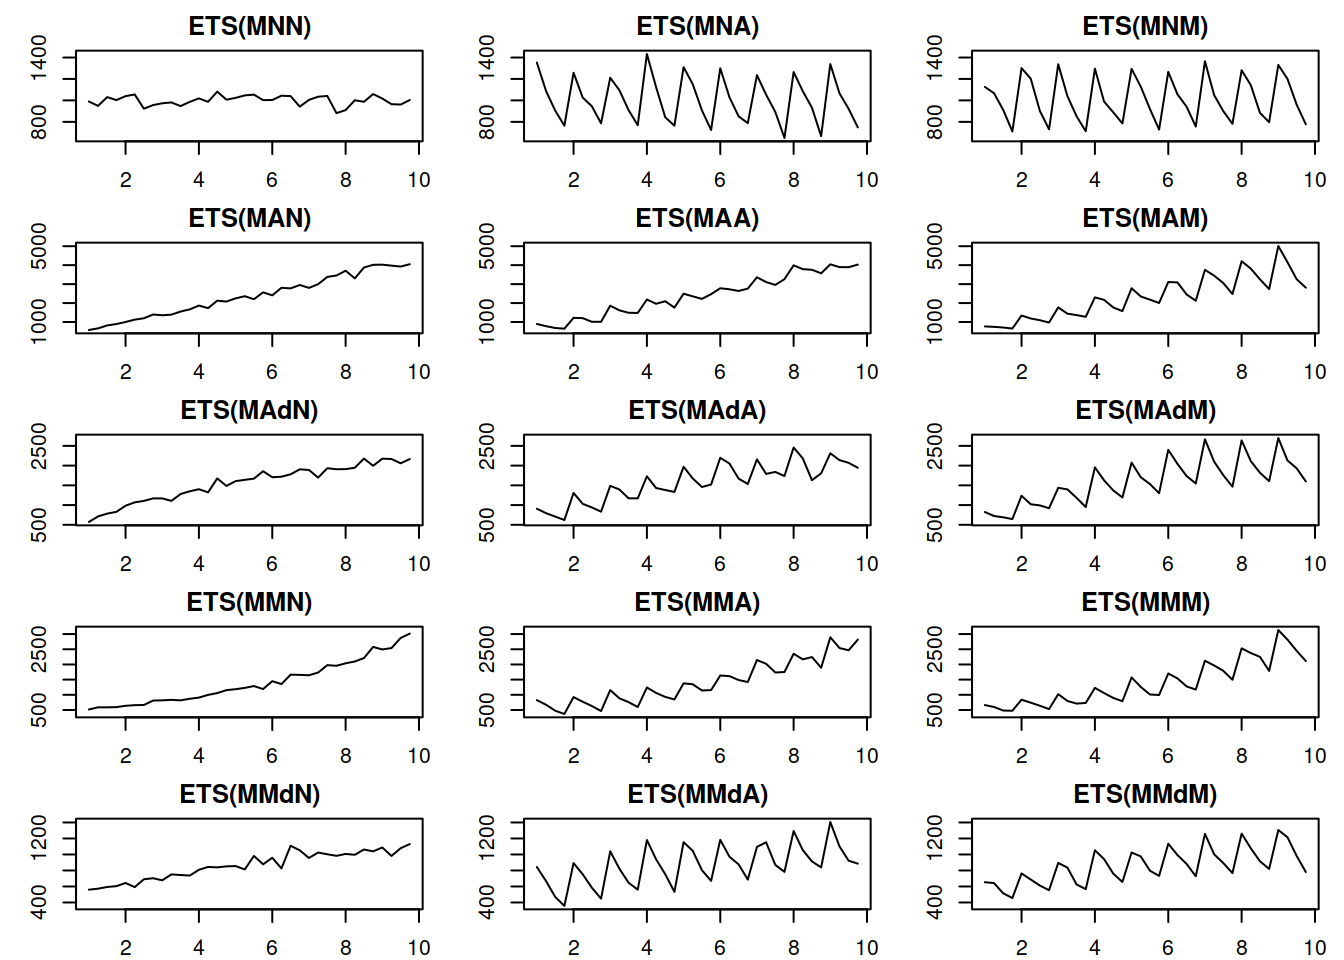 ETS(MNN) ETS(MNA) ETS(MNM)
1400 1400 1400
800 800 800
2 4 6 8 10 2 4 6 8 10 2 4 6 8 10
ETS(MAN) ETS(MAA) ETS(MAM)
5000 5000 5000
1000 1000 1000
2 4 6 8 10 2 4 6 8 10 2 4 6 8 10
ETS(MAdN) ETS(MAdA) ETS(MAdM)
2500 2500 2500
500 500 500
2 4 6 8 10 2 4 6 8 10 2 4 6 8 10
ETS(MMN) ETS(MMA) ETS(MMM)
2500 2500 2500
500 500 500
2 4 6 8 10 2 4 6 8 10 2 4 6 8 10
ETS(MMdN) ETS(MMdA) ETS(MMdM)
1200 1200 1200
400 400 400
2 4 6 8 10 2 4 6 8 10 2 4 6 8 10